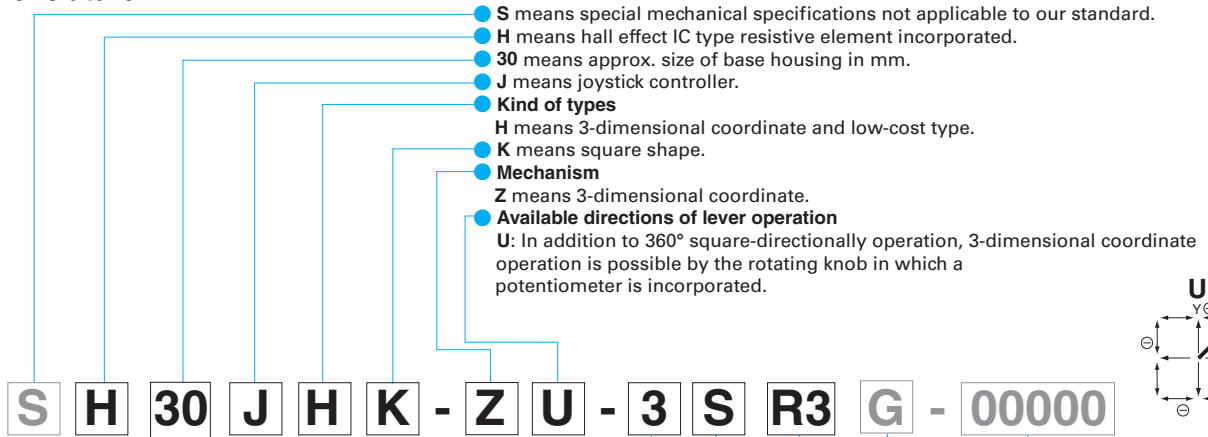 S means special mechanical specifications not applicable to our standard.
H means hall effect IC type resistive element incorporated.
30 means approx. size of base housing in mm.
J means joystick controller.
Kind of types
H means 3-dimensional coordinate and low-cost type.
K means square shape.
Mechanism
Z means 3-dimensional coordinate.
Available directions of lever operation
U: In addition to 360° square-directionally operation, 3-dimensional coordinate
operation is possible by the rotating knob in which a
potentiometer is incorporated.
U
Y⊖
⊖
⊖
S H 30 J H K - Z U - 3 S R3 G - 00000